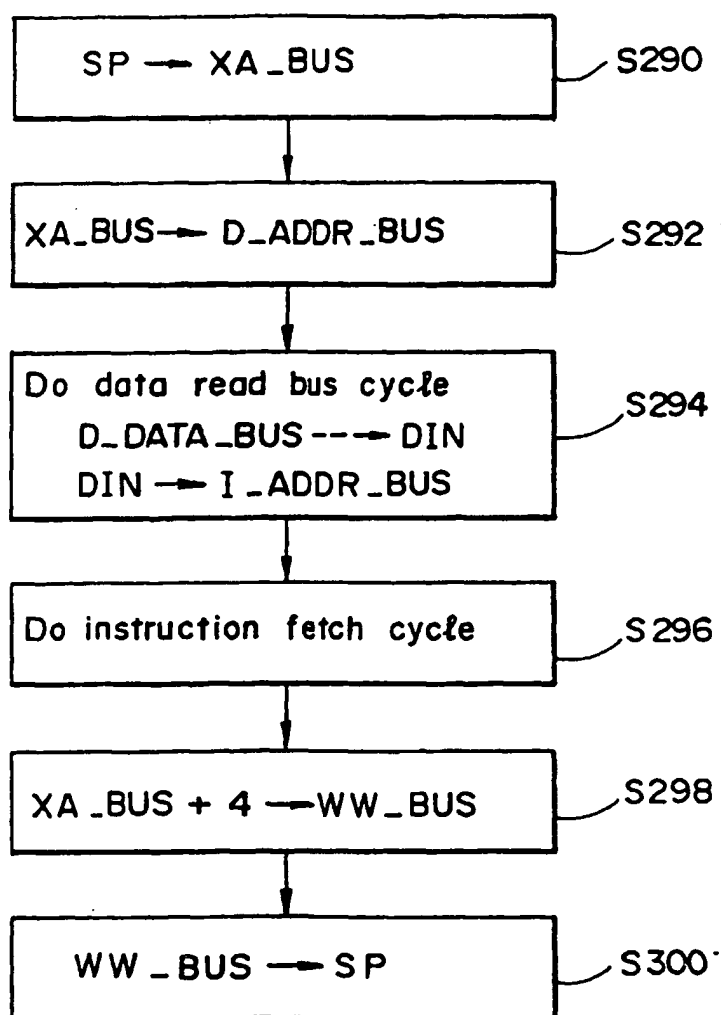 SP → XA_BUS
S290
XA_BUS → D_ADDR_BUS
S292
Do data read bus cycle
D_DATA_BUS ---→ DIN
DIN → I_ADDR_BUS
S294
Do instruction fetch cycle
S296
XA_BUS + 4 → WW_BUS
S298
WW_BUS → SP
S300